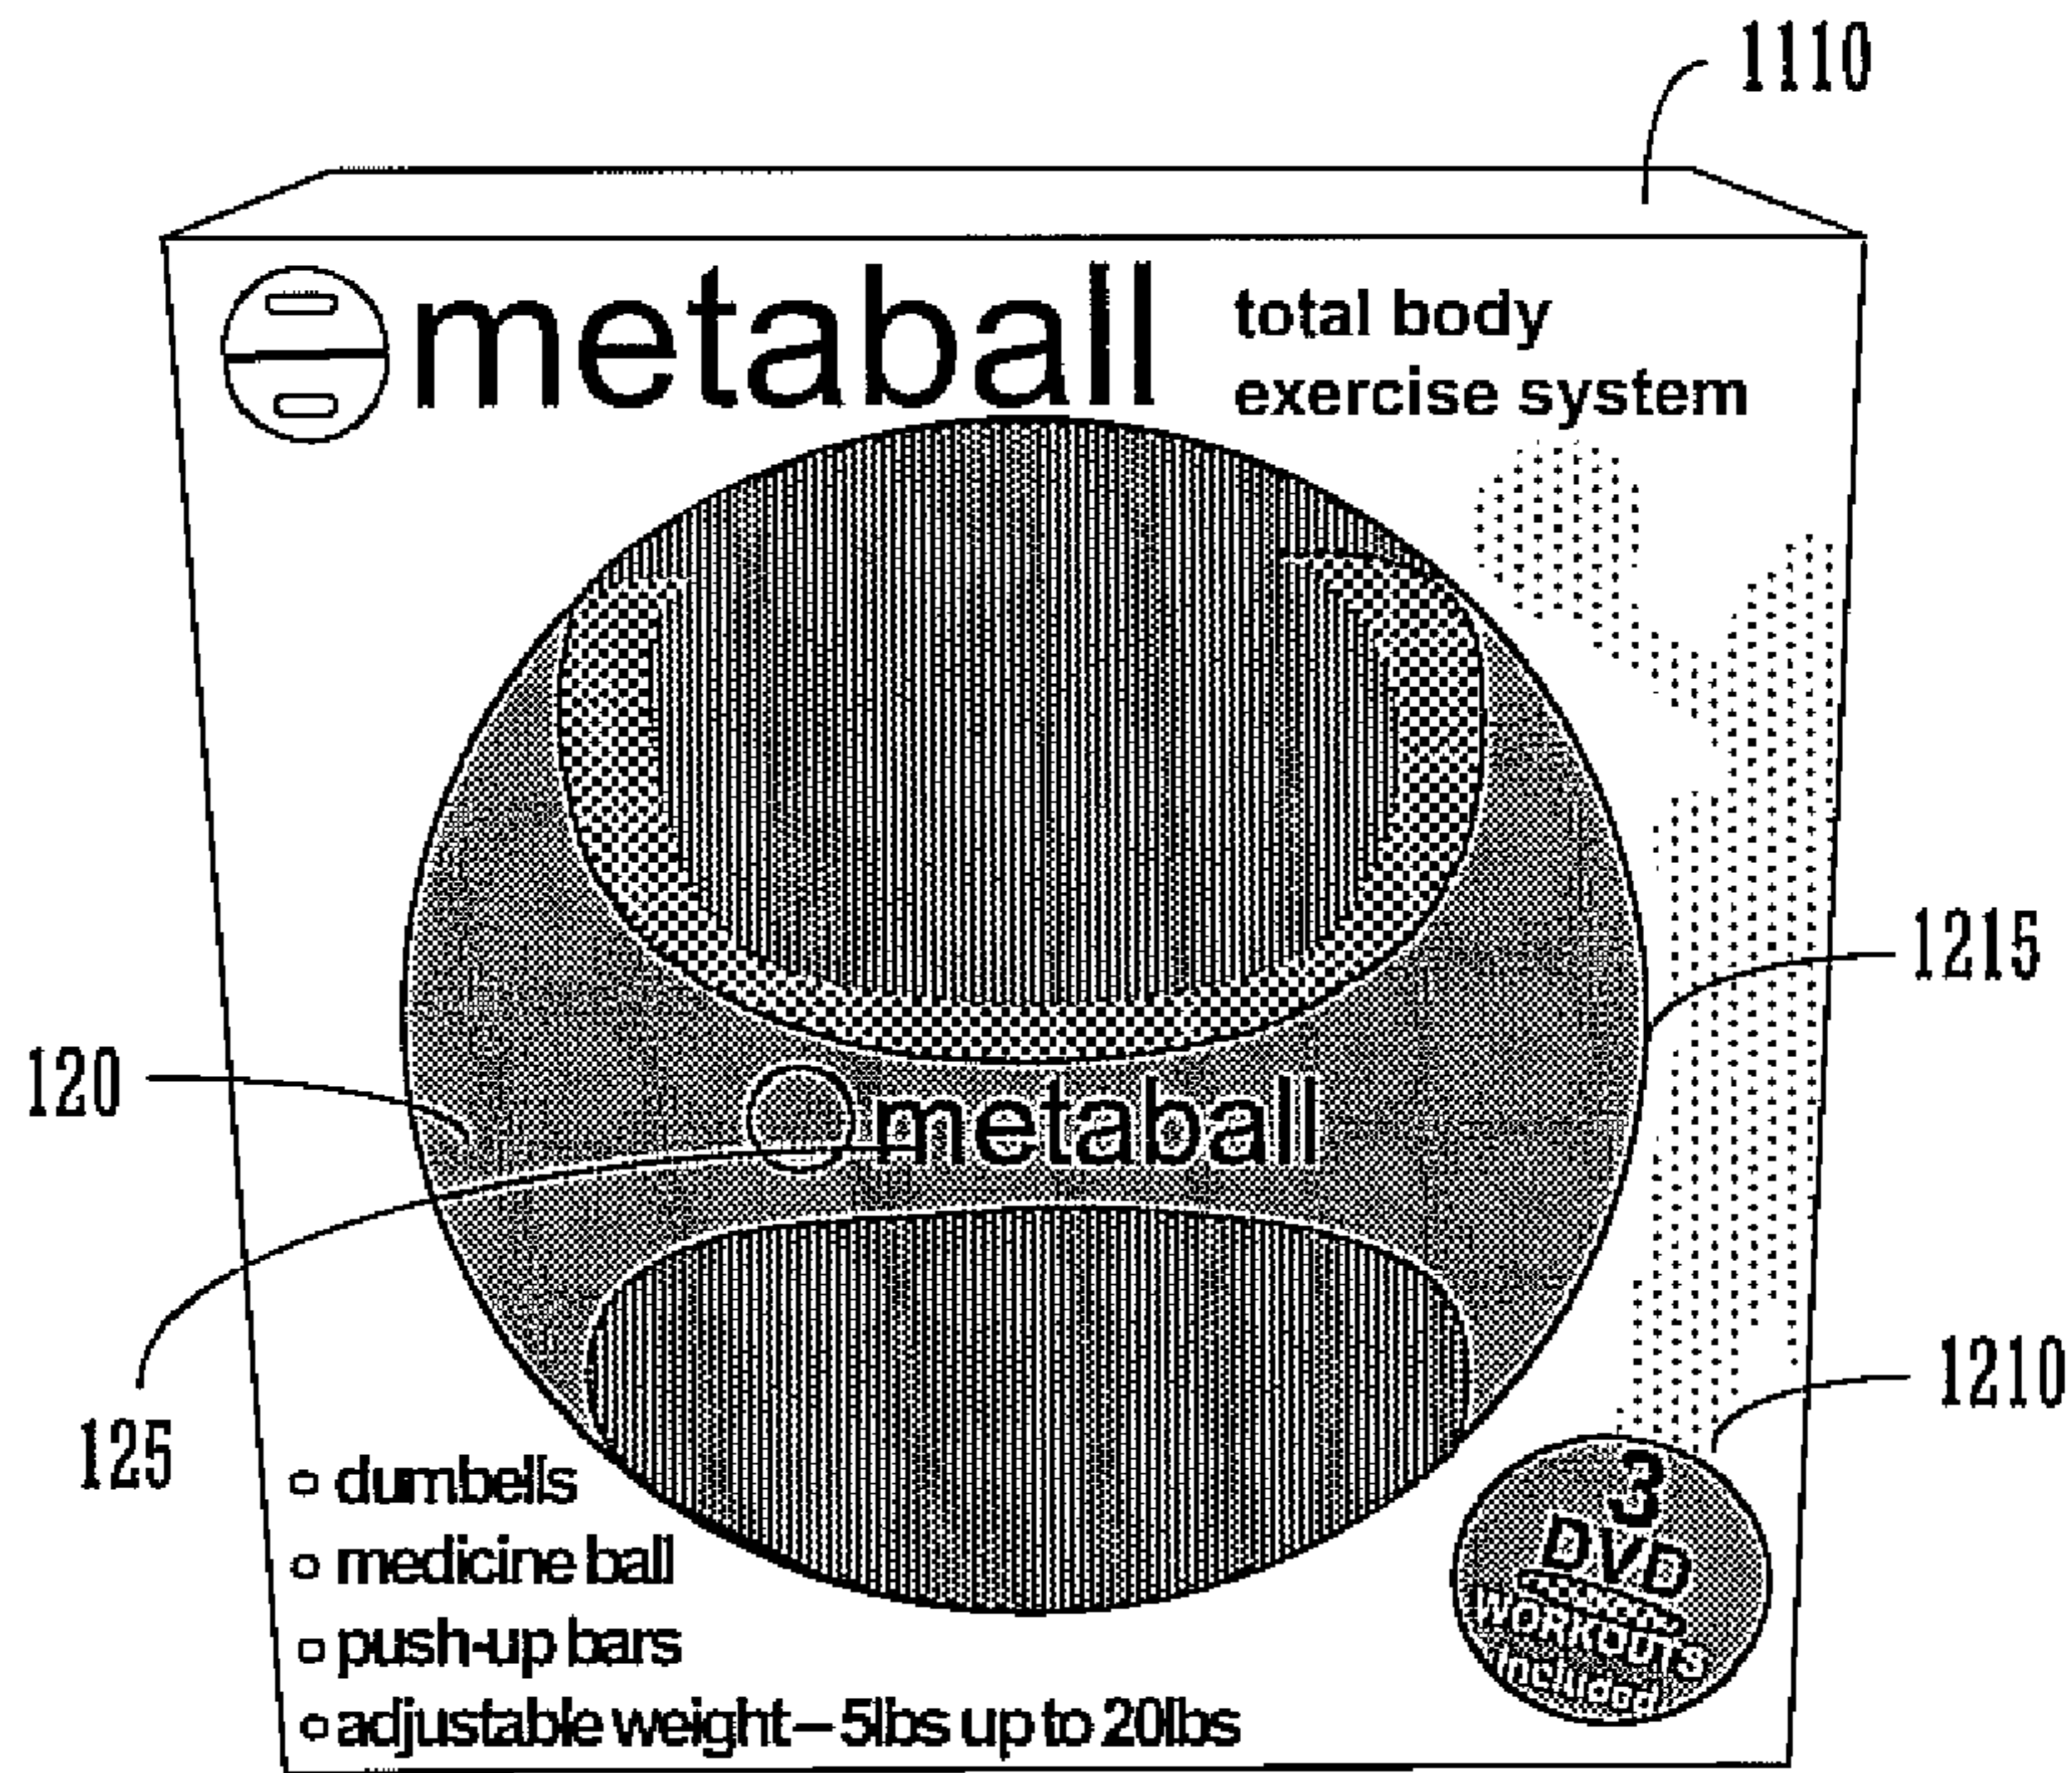 1110
metaball
total body
exercise system
1215
120
metaball
1210
125
o dumbells
o medicine ball
o push-up bars
o adjustable weight – 5lbs up to 20lbs
3
DVD
WORKOUTS
included